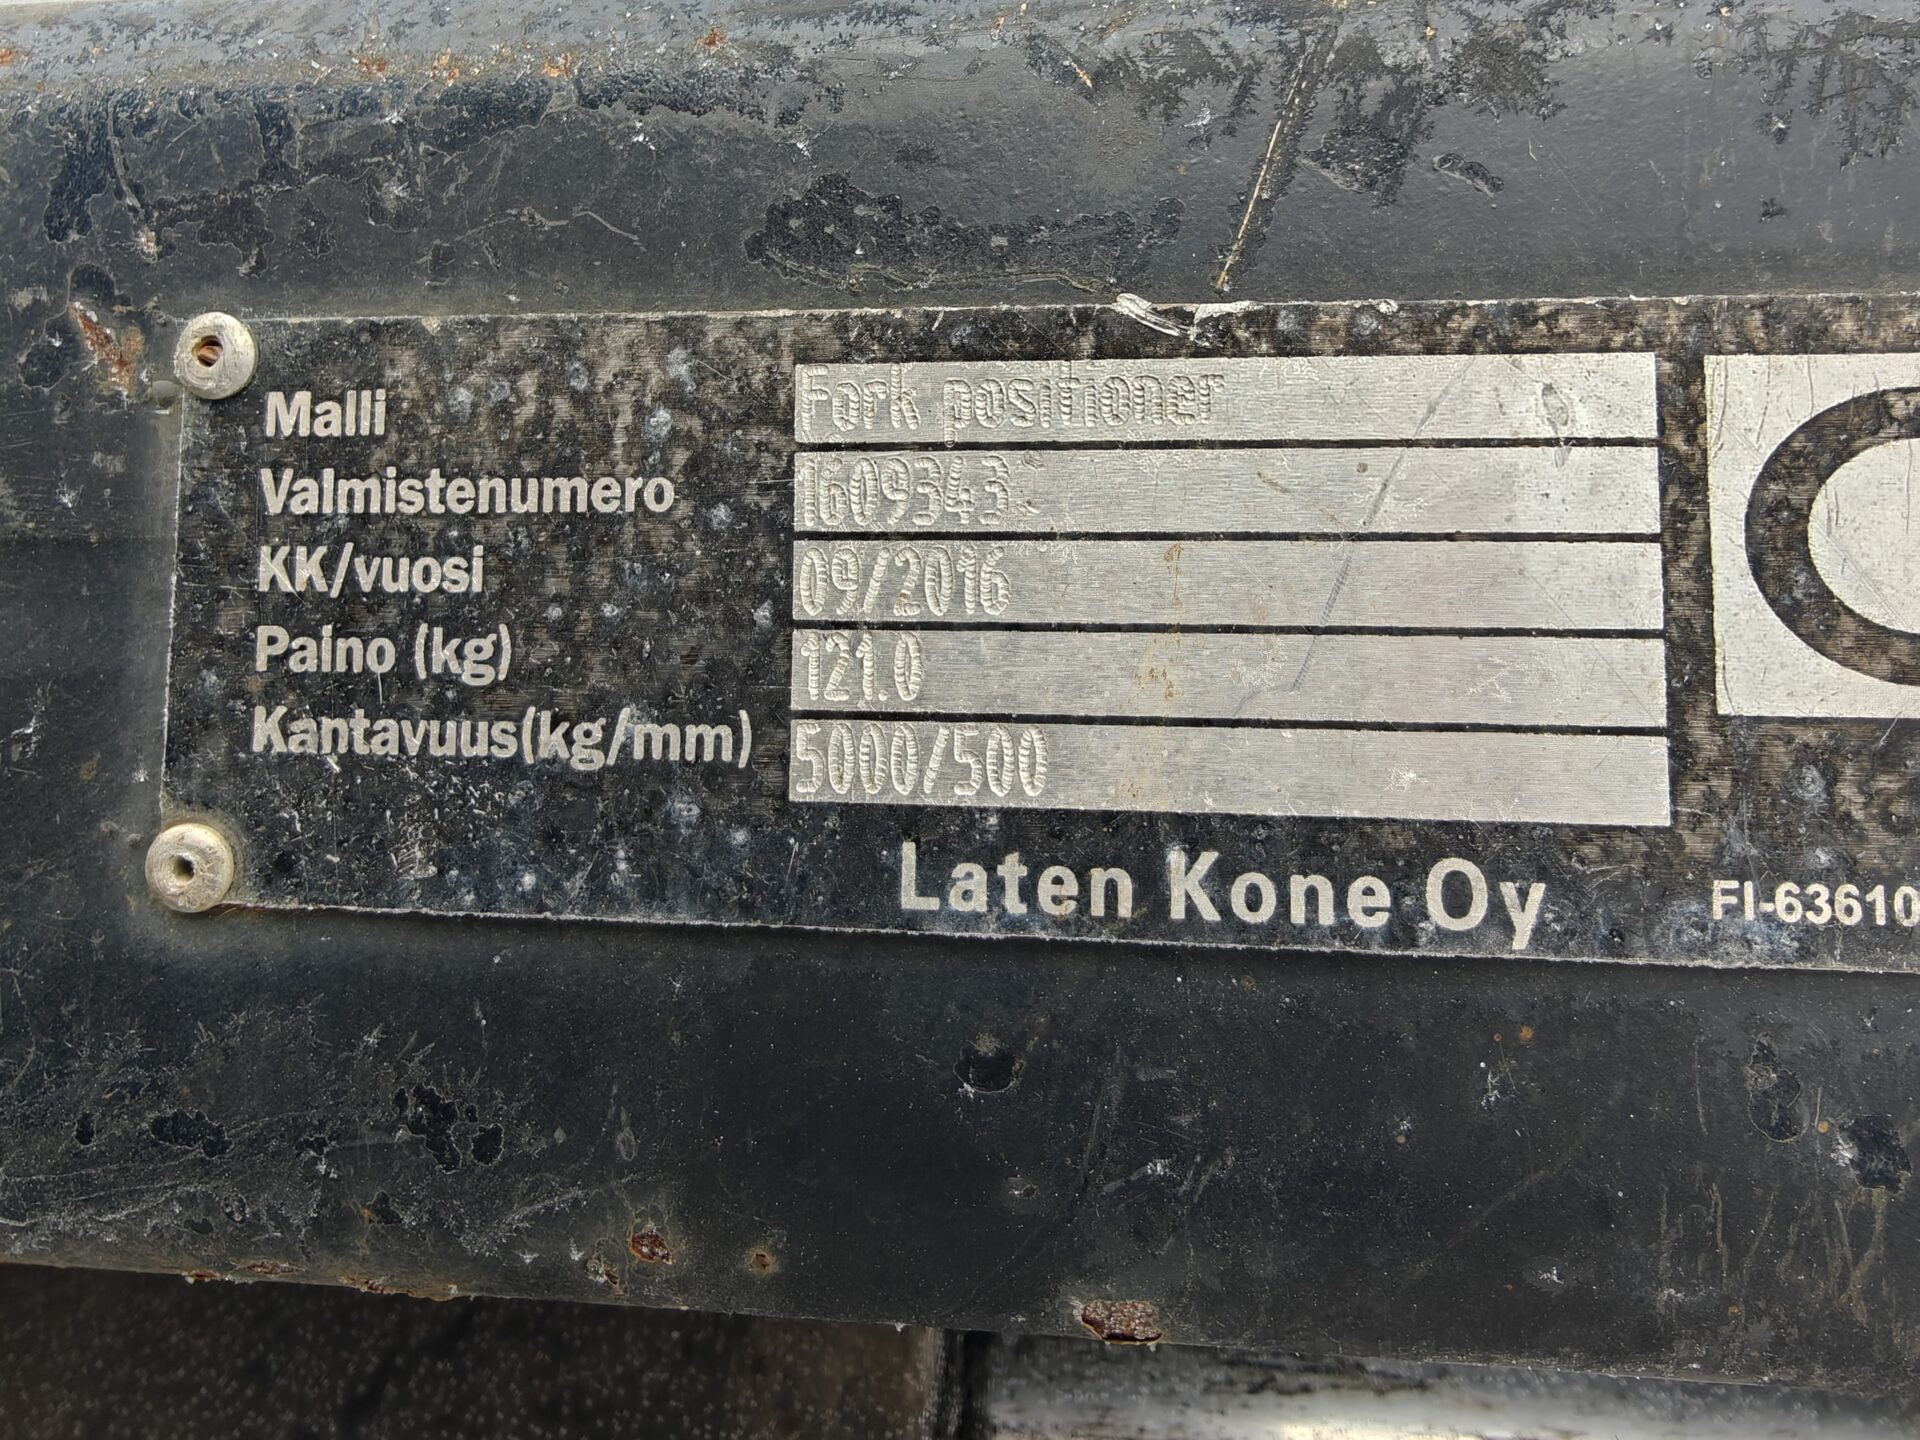 Malli Fork positioner
Valmistenumero 1609343
KK/vuosi 09/2016
Paino (kg) 121.0
Kantavuus(kg/mm) 5000/500
Laten Kone Oy FI-63610